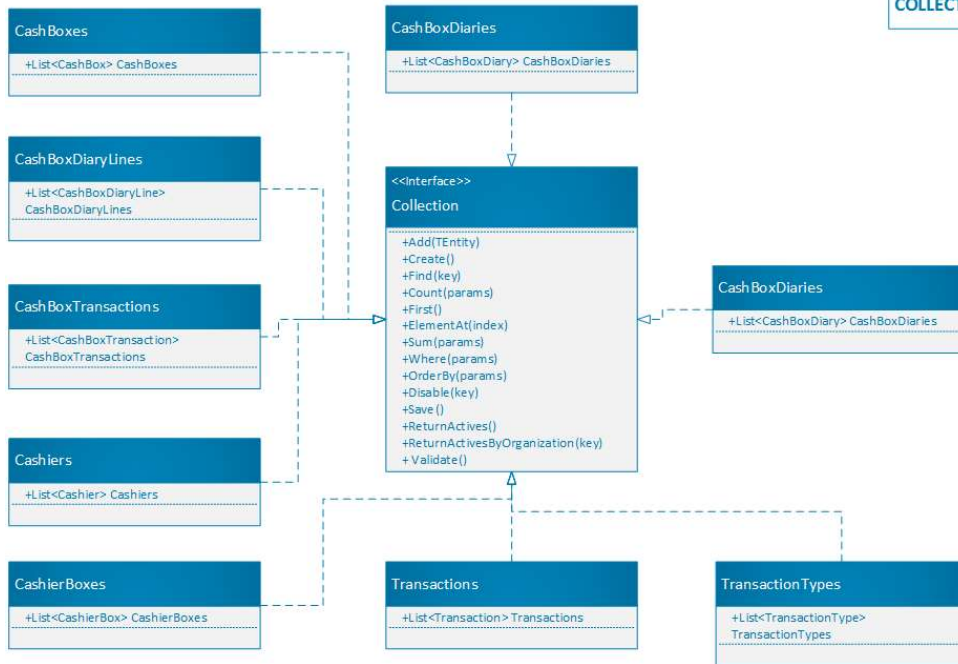 COLLECT
CashBoxes
+List<CashBox> CashBoxes
CashBoxDiaries
+List<CashBoxDiary> CashBoxDiaries
CashBoxDiaryLines
+List<CashBoxDiaryLine>
CashBoxDiaryLines
<<Interface>>
Collection
+Add(TEntity)
+Create()
+Find(key)
+Count(params)
+First()
+ElementAt(index)
+Sum(params)
+Where(params)
+OrderBy(params)
+Disable(key)
+Save()
+ReturnActives()
+ReturnActivesByOrganization(key)
+ Validate()
CashBoxTransactions
+List<CashBoxTransaction>
CashBoxTransactions
CashBoxDiaries
+List<CashBoxDiary> CashBoxDiaries
Cashiers
+List<Cashier> Cashiers
CashierBoxes
+List<CashierBox> CashierBoxes
Transactions
+List<Transaction> Transactions
TransactionTypes
+List<TransactionType>
TransactionTypes